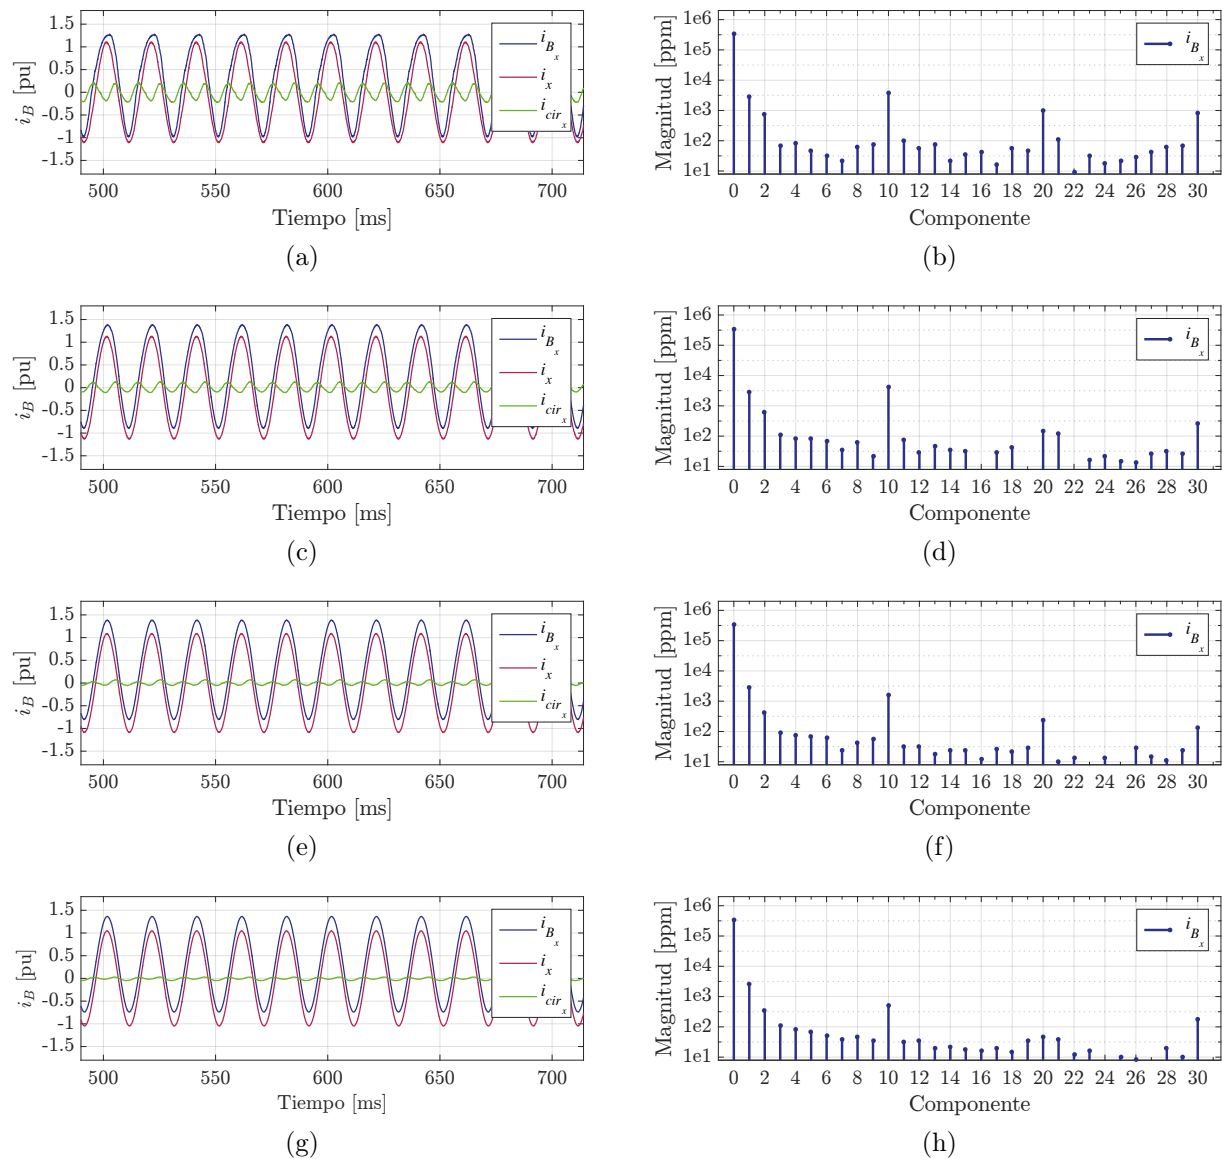 1.5
1
0.5
0
-0.5
-1
-1.5
i_B [pu]
500 550 600 650 700
Tiempo [ms]
i_{B_x}
i_x
i_{cir_x}
(a)
1e6
1e5
1e4
1e3
1e2
1e1
Magnitud [ppm]
0 2 4 6 8 10 12 14 16 18 20 22 24 26 28 30
Componente
i_{B_x}
(b)
1.5
1
0.5
0
-0.5
-1
-1.5
i_B [pu]
500 550 600 650 700
Tiempo [ms]
i_{B_x}
i_x
i_{cir_x}
(c)
1e6
1e5
1e4
1e3
1e2
1e1
Magnitud [ppm]
0 2 4 6 8 10 12 14 16 18 20 22 24 26 28 30
Componente
i_{B_x}
(d)
1.5
1
0.5
0
-0.5
-1
-1.5
i_B [pu]
500 550 600 650 700
Tiempo [ms]
i_{B_x}
i_x
i_{cir_x}
(e)
1e6
1e5
1e4
1e3
1e2
1e1
Magnitud [ppm]
0 2 4 6 8 10 12 14 16 18 20 22 24 26 28 30
Componente
i_{B_x}
(f)
1.5
1
0.5
0
-0.5
-1
-1.5
i_B [pu]
500 550 600 650 700
Tiempo [ms]
i_{B_x}
i_x
i_{cir_x}
(g)
1e6
1e5
1e4
1e3
1e2
1e1
Magnitud [ppm]
0 2 4 6 8 10 12 14 16 18 20 22 24 26 28 30
Componente
i_{B_x}
(h)